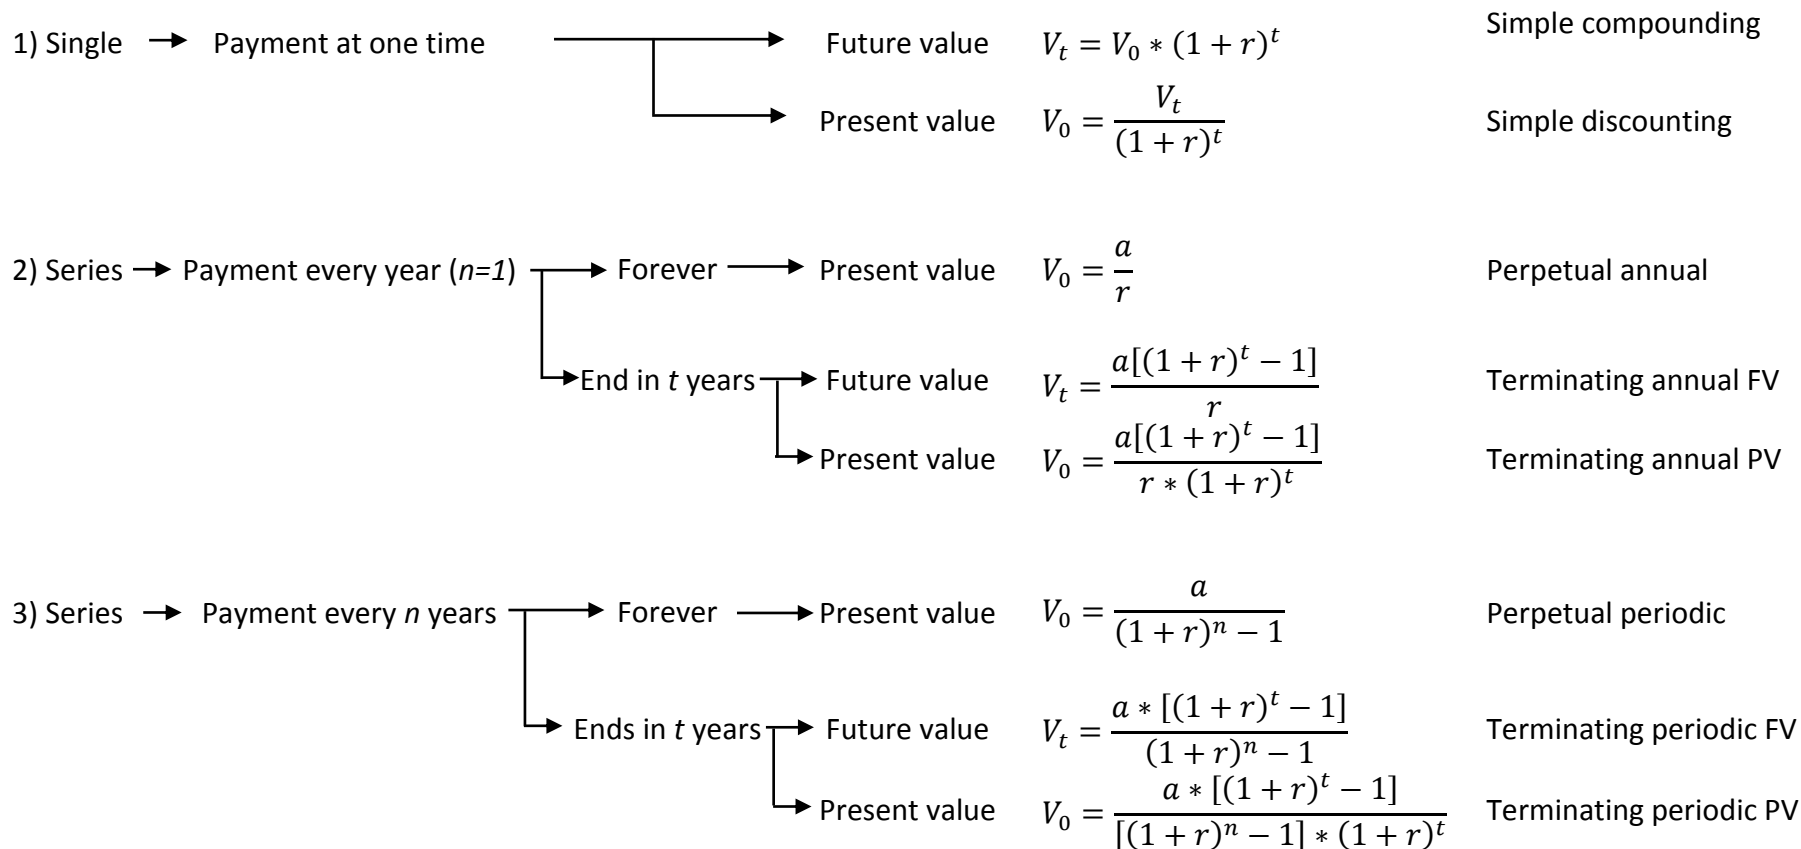 1) Single → Payment at one time → Future value V_t = V_0 * (1 + r)^t Simple compounding
→ Present value V_0 = V_t / (1 + r)^t Simple discounting
2) Series → Payment every year (n=1) → Forever → Present value V_0 = a / r Perpetual annual
→ End in t years → Future value V_t = a[(1 + r)^t − 1] / r Terminating annual FV
→ Present value V_0 = a[(1 + r)^t − 1] / r * (1 + r)^t Terminating annual PV
3) Series → Payment every n years → Forever → Present value V_0 = a / (1 + r)^n − 1 Perpetual periodic
→ Ends in t years → Future value V_t = a * [(1 + r)^t − 1] / (1 + r)^n − 1 Terminating periodic FV
→ Present value V_0 = a * [(1 + r)^t − 1] / [(1 + r)^n − 1] * (1 + r)^t Terminating periodic PV